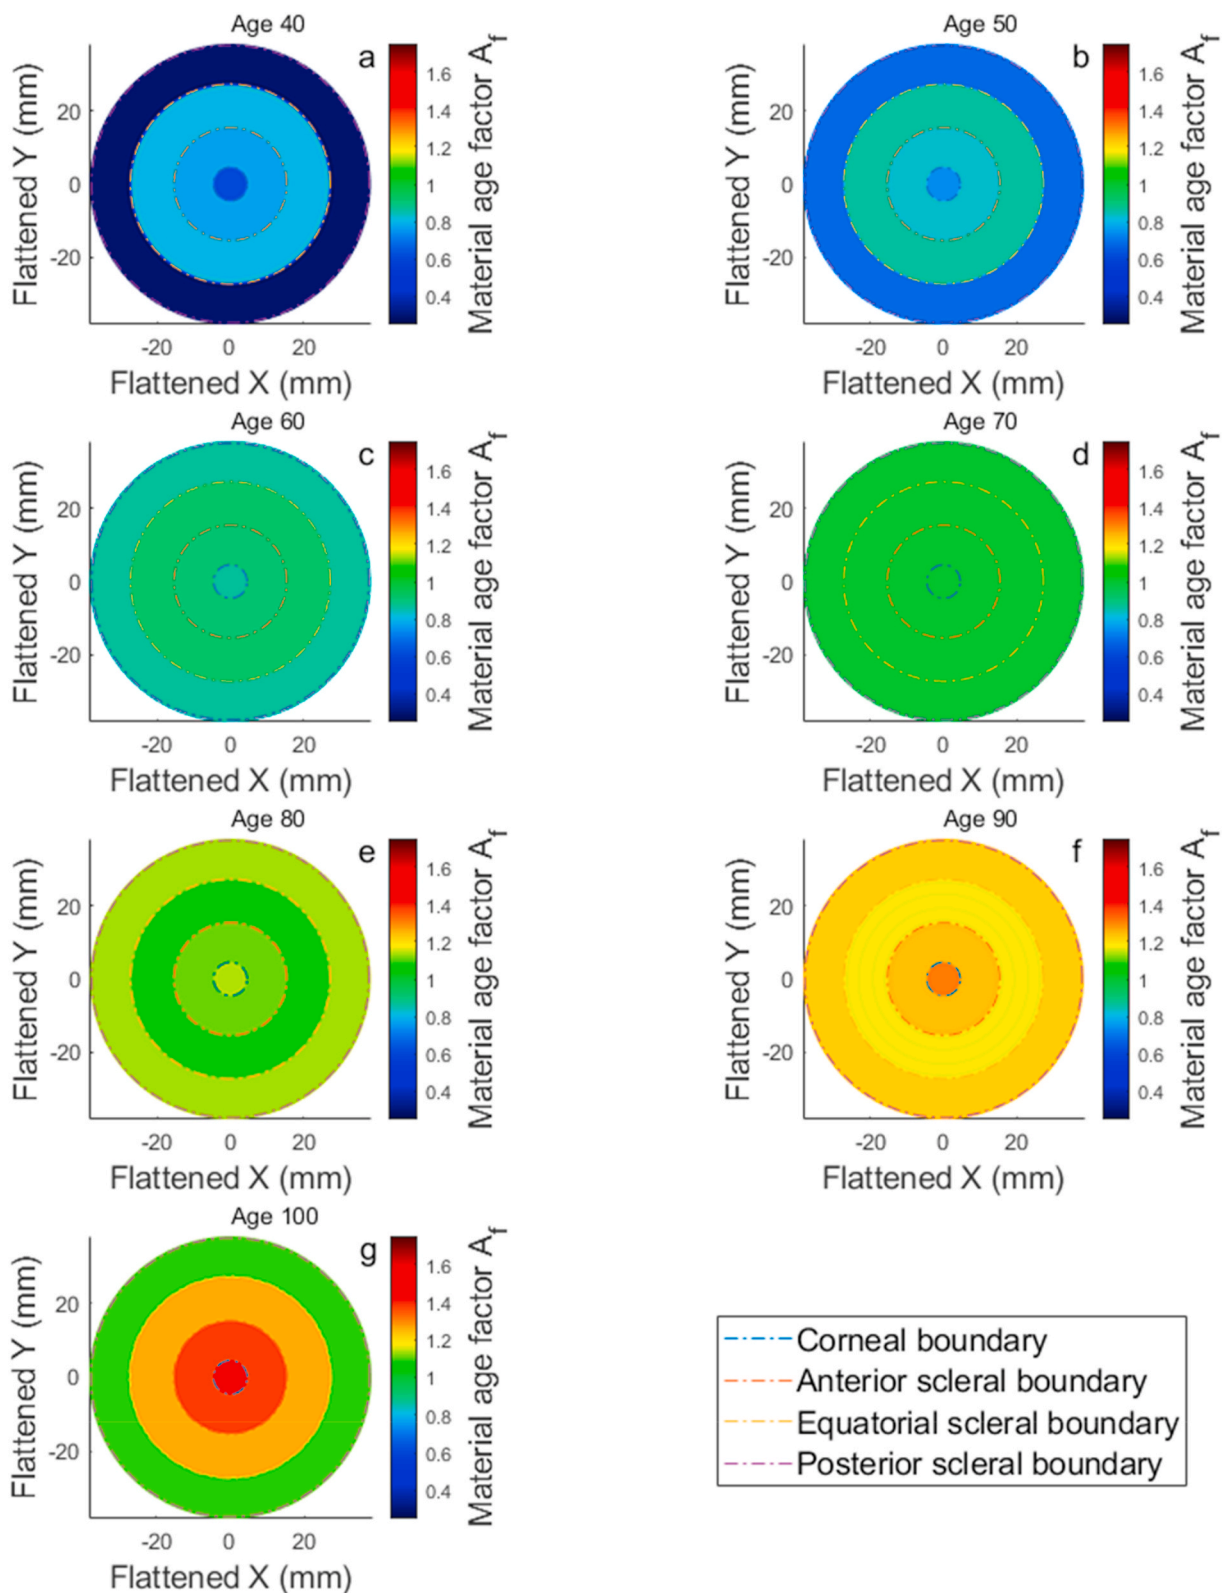 Age 40
a
Flattened Y (mm)
20
0
-20
-20 0 20
Flattened X (mm)
1.6
1.4
1.2
1
0.8
0.6
0.4
Material age factor A_f
Age 50
b
Flattened Y (mm)
20
0
-20
-20 0 20
Flattened X (mm)
1.6
1.4
1.2
1
0.8
0.6
0.4
Material age factor A_f
Age 60
c
Flattened Y (mm)
20
0
-20
-20 0 20
Flattened X (mm)
1.6
1.4
1.2
1
0.8
0.6
0.4
Material age factor A_f
Age 70
d
Flattened Y (mm)
20
0
-20
-20 0 20
Flattened X (mm)
1.6
1.4
1.2
1
0.8
0.6
0.4
Material age factor A_f
Age 80
e
Flattened Y (mm)
20
0
-20
-20 0 20
Flattened X (mm)
1.6
1.4
1.2
1
0.8
0.6
0.4
Material age factor A_f
Age 90
f
Flattened Y (mm)
20
0
-20
-20 0 20
Flattened X (mm)
1.6
1.4
1.2
1
0.8
0.6
0.4
Material age factor A_f
Age 100
g
Flattened Y (mm)
20
0
-20
-20 0 20
Flattened X (mm)
1.6
1.4
1.2
1
0.8
0.6
0.4
Material age factor A_f
Corneal boundary
Anterior scleral boundary
Equatorial scleral boundary
Posterior scleral boundary